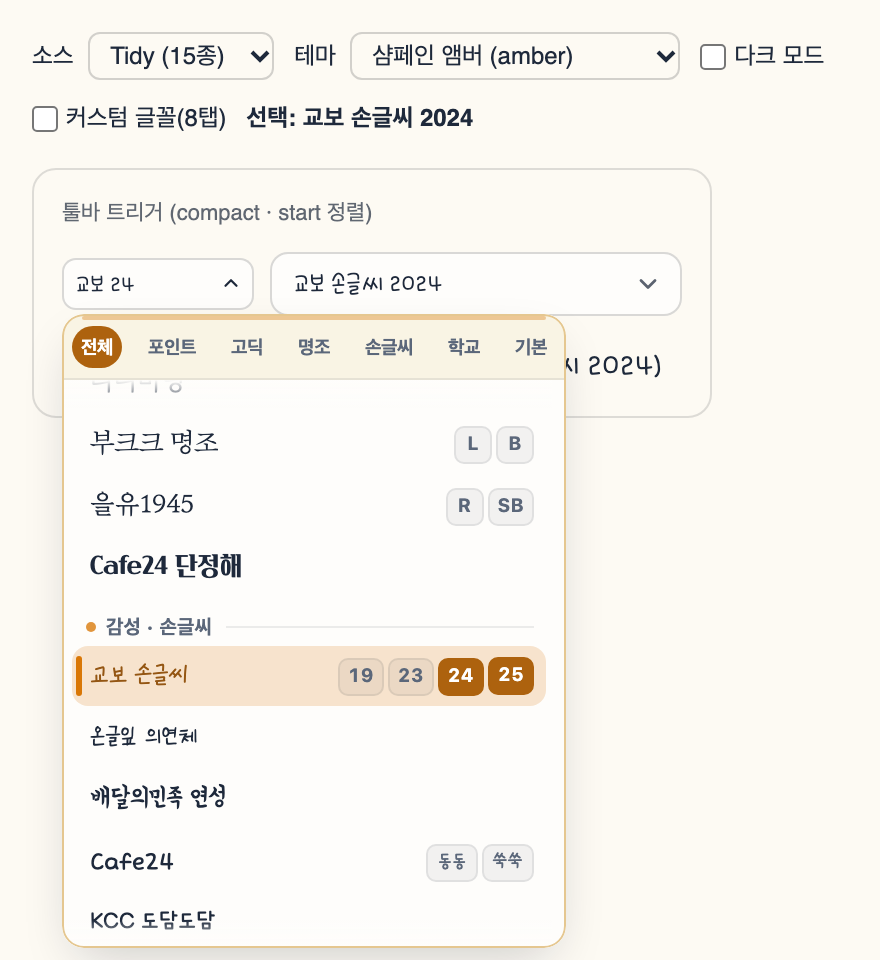 소스 Tidy (15종) 테마 샴페인 앰버 (amber) 다크 모드
커스텀 글꼴(8탭) 선택: 교보 손글씨 2024
툴바 트리거 (compact · start 정렬)
교보 24 교보 손글씨 2024
전체 포인트 고딕 명조 손글씨 학교 기본
씨 2024)
부크크 명조 L B
을유1945 R SB
Cafe24 단정해
감성 · 손글씨
교보 손글씨 19 23 24 25
온글잎 의연체
배달의민족 연성
Cafe24 동동 쑥쑥
KCC 도담도담